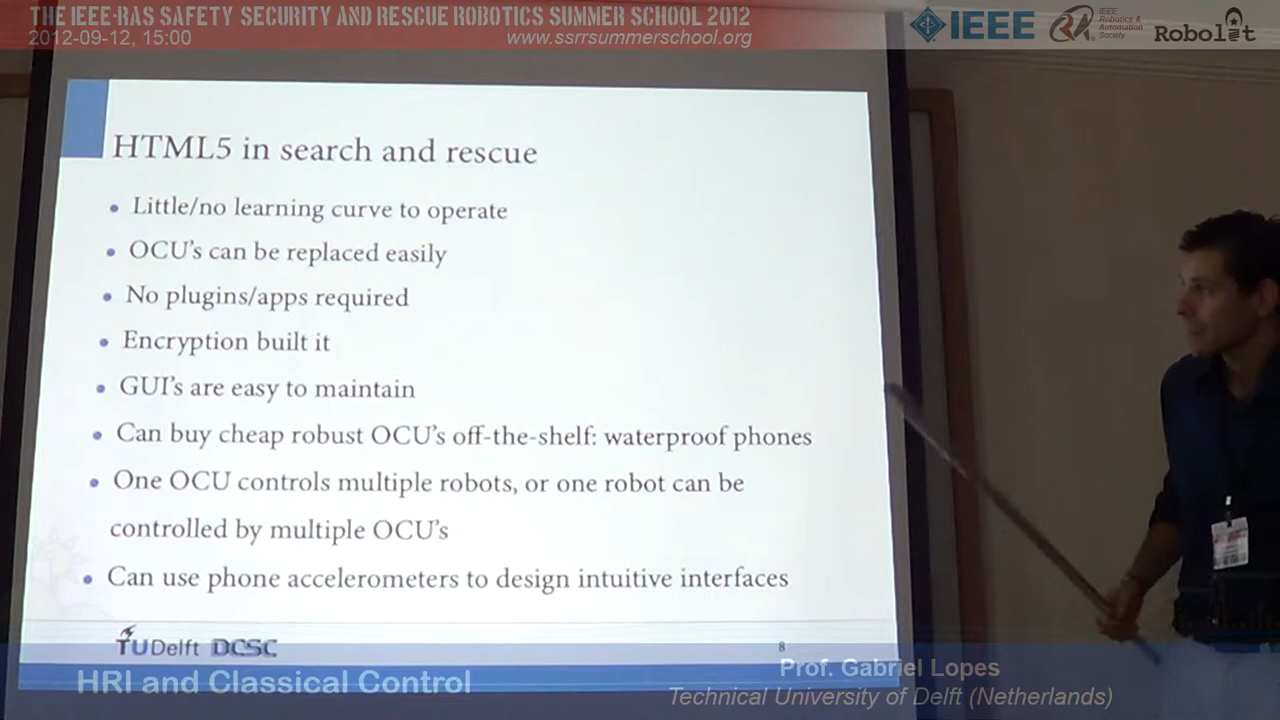 THE IEEE-RAS SAFETY SECURITY AND RESCUE ROBOTICS SUMMER SCHOOL 2012
2012-09-12, 15:00
www.ssrrsummerschool.org
IEEE
IEEE
Robotics &
Automation
Society
Robolit
HTML5 in search and rescue
• Little/no learning curve to operate
• OCU's can be replaced easily
• No plugins/apps required
• Encryption built it
• GUI's are easy to maintain
• Can buy cheap robust OCU's off-the-shelf: waterproof phones
• One OCU controls multiple robots, or one robot can be
controlled by multiple OCU's
• Can use phone accelerometers to design intuitive interfaces
TUDelft DCSC
8
HRI and Classical Control
Prof. Gabriel Lopes
Technical University of Delft (Netherlands)